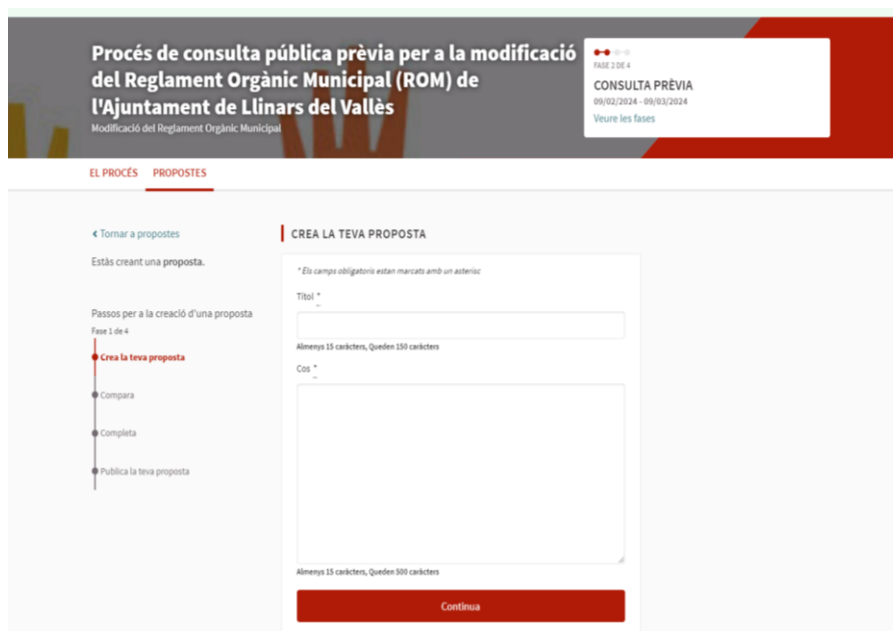 Procés de consulta pública prèvia per a la modificació
del Reglament Orgànic Municipal (ROM) de
l'Ajuntament de Llinars del Vallès
Modificació del Reglament Orgànic Municipal
FASE 2 DE 4
CONSULTA PRÈVIA
09/02/2024 - 09/03/2024
Veure les fases
EL PROCÉS PROPOSTES
Tornar a propostes
Estàs creant una proposta.
Passos per a la creació d'una proposta
Fase 1 de 4
Crea la teva proposta
Compara
Completa
Publica la teva proposta
CREA LA TEVA PROPOSTA
* Els camps obligatoris estan marcats amb un asterisc
Títol *
Almenys 15 caràcters, Queden 150 caràcters
Cos *
Almenys 15 caràcters, Queden 500 caràcters
Continua